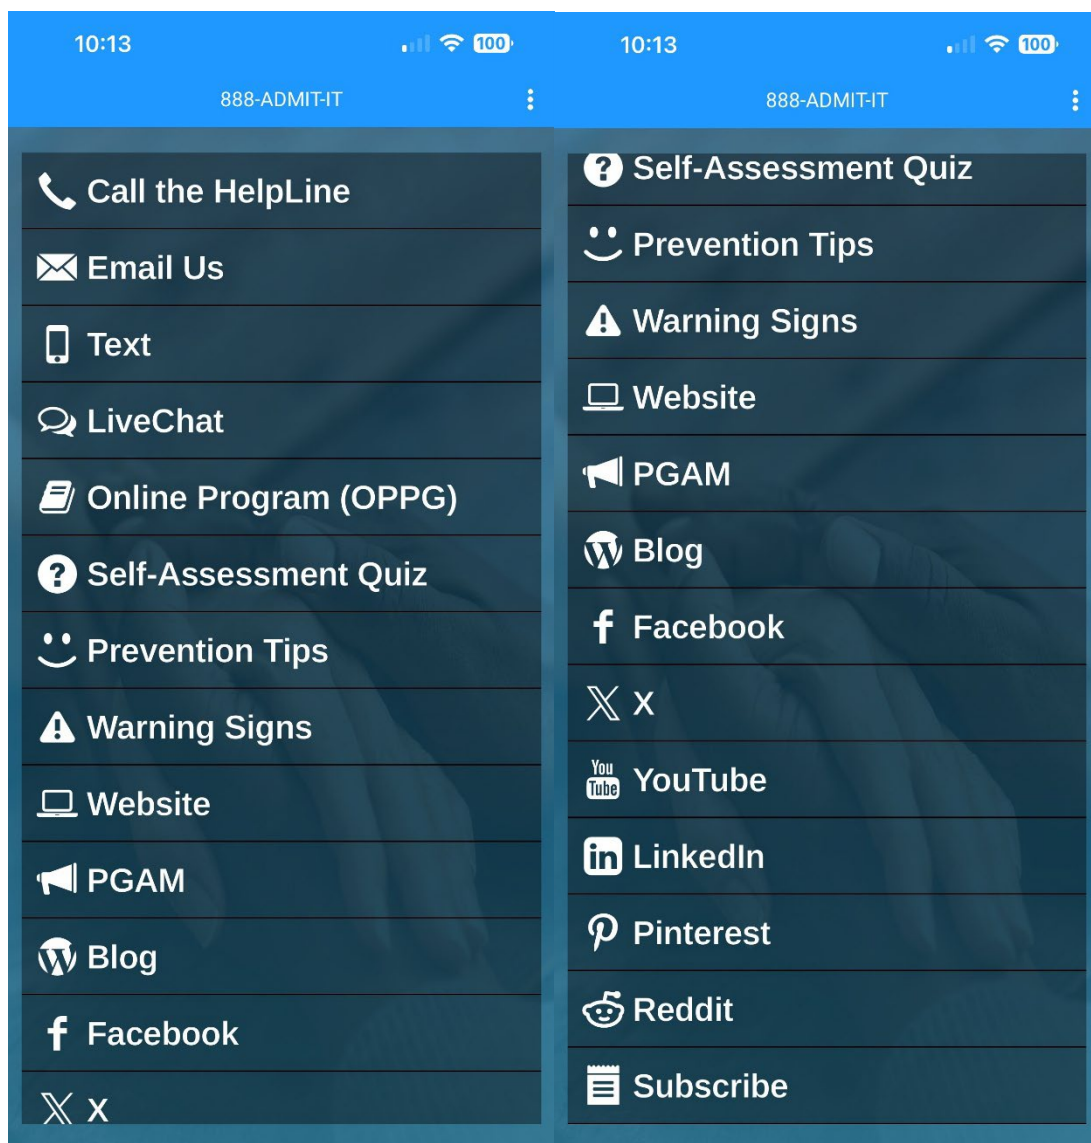 10:13
100
888-ADMIT-IT
Call the HelpLine
Email Us
Text
LiveChat
Online Program (OPPG)
Self-Assessment Quiz
Prevention Tips
Warning Signs
Website
PGAM
Blog
Facebook
X
10:13
100
888-ADMIT-IT
Self-Assessment Quiz
Prevention Tips
Warning Signs
Website
PGAM
Blog
Facebook
X
You
Tube
YouTube
LinkedIn
Pinterest
Reddit
Subscribe